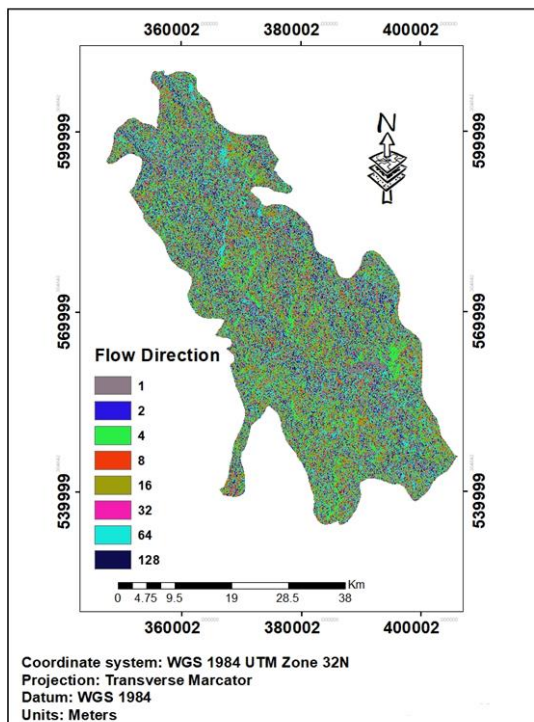 360002 380002 400002
599999 599999
N
569999 569999
Flow Direction
1
2
4
8
16
32
64
128
539999 539999
Km
0 4.75 9.5 19 28.5 38
360002 380002 400002
Coordinate system: WGS 1984 UTM Zone 32N
Projection: Transverse Marcator
Datum: WGS 1984
Units: Meters